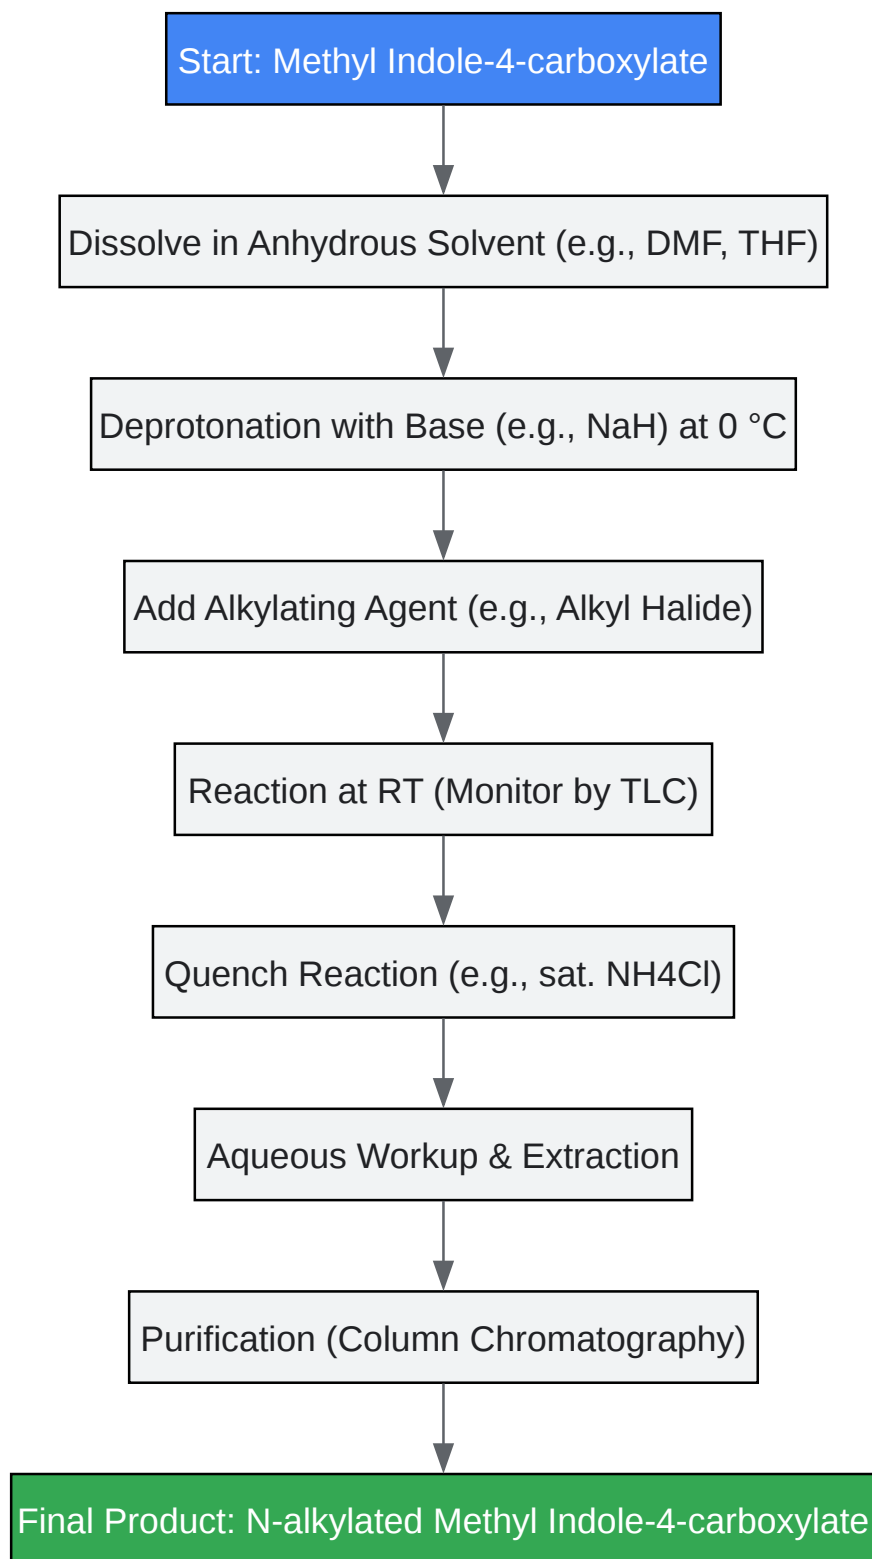 Start: Methyl Indole-4-carboxylate
Dissolve in Anhydrous Solvent (e.g., DMF, THF)
Deprotonation with Base (e.g., NaH) at 0 °C
Add Alkylating Agent (e.g., Alkyl Halide)
Reaction at RT (Monitor by TLC)
Quench Reaction (e.g., sat. NH4Cl)
Aqueous Workup & Extraction
Purification (Column Chromatography)
Final Product: N-alkylated Methyl Indole-4-carboxylate